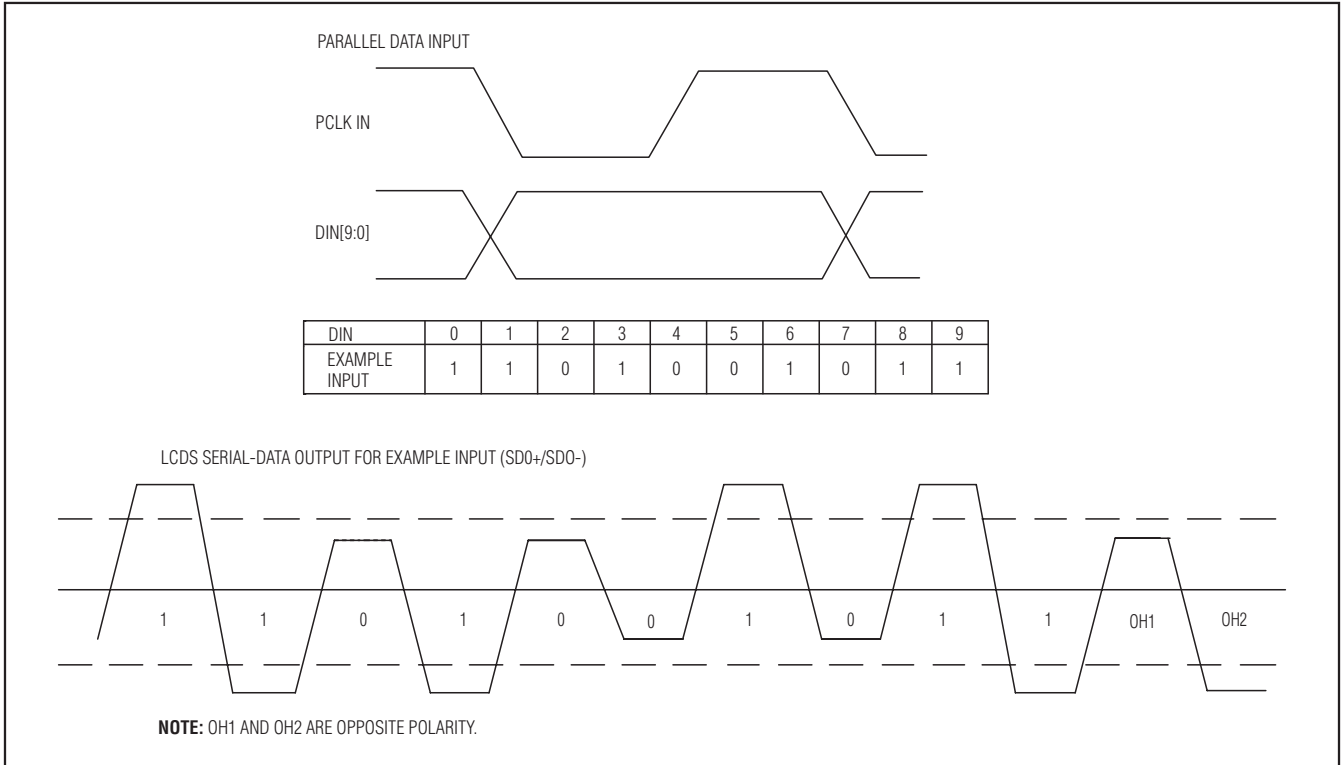 PARALLEL DATA INPUT
PCLK IN
DIN[9:0]
DIN 0 1 2 3 4 5 6 7 8 9
EXAMPLE INPUT 1 1 0 1 0 0 1 0 1 1
LCDS SERIAL-DATA OUTPUT FOR EXAMPLE INPUT (SD0+/SDO-)
1 1 0 1 0 0 1 0 1 1 OH1 OH2
NOTE: OH1 AND OH2 ARE OPPOSITE POLARITY.